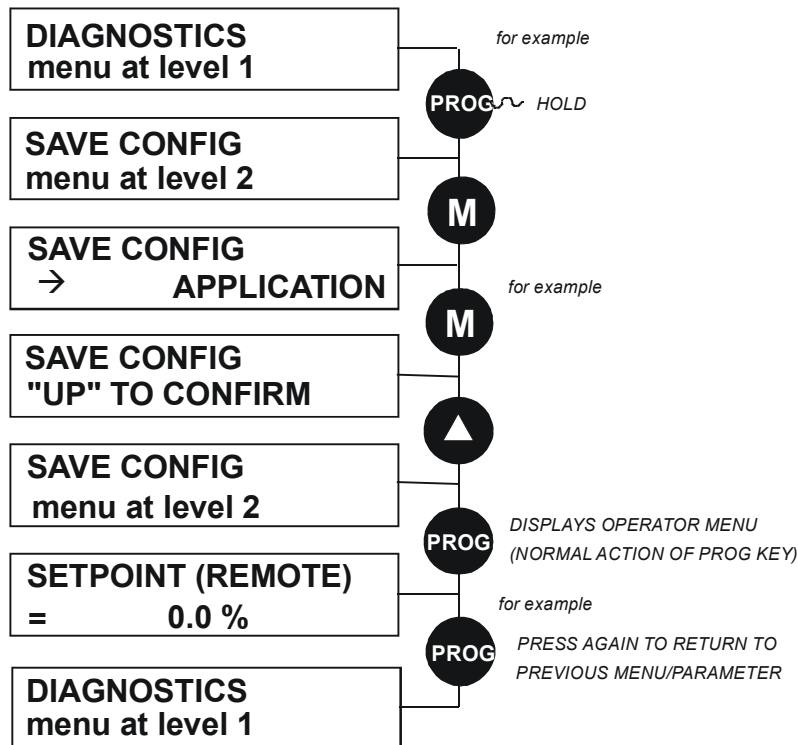 DIAGNOSTICS
menu at level 1
for example
PROG
HOLD
SAVE CONFIG
menu at level 2
M
SAVE CONFIG
→ APPLICATION
for example
M
SAVE CONFIG
"UP" TO CONFIRM
SAVE CONFIG
menu at level 2
PROG
DISPLAYS OPERATOR MENU
(NORMAL ACTION OF PROG KEY)
SETPOINT (REMOTE)
= 0.0 %
for example
PROG
PRESS AGAIN TO RETURN TO
PREVIOUS MENU/PARAMETER
DIAGNOSTICS
menu at level 1